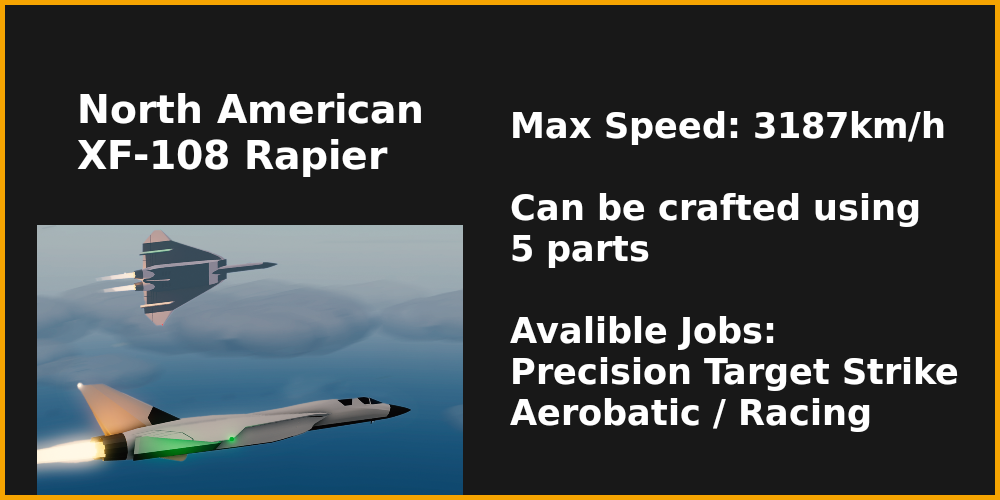 North American
XF-108 Rapier
Max Speed: 3187km/h
Can be crafted using
5 parts
Avalible Jobs:
Precision Target Strike
Aerobatic / Racing